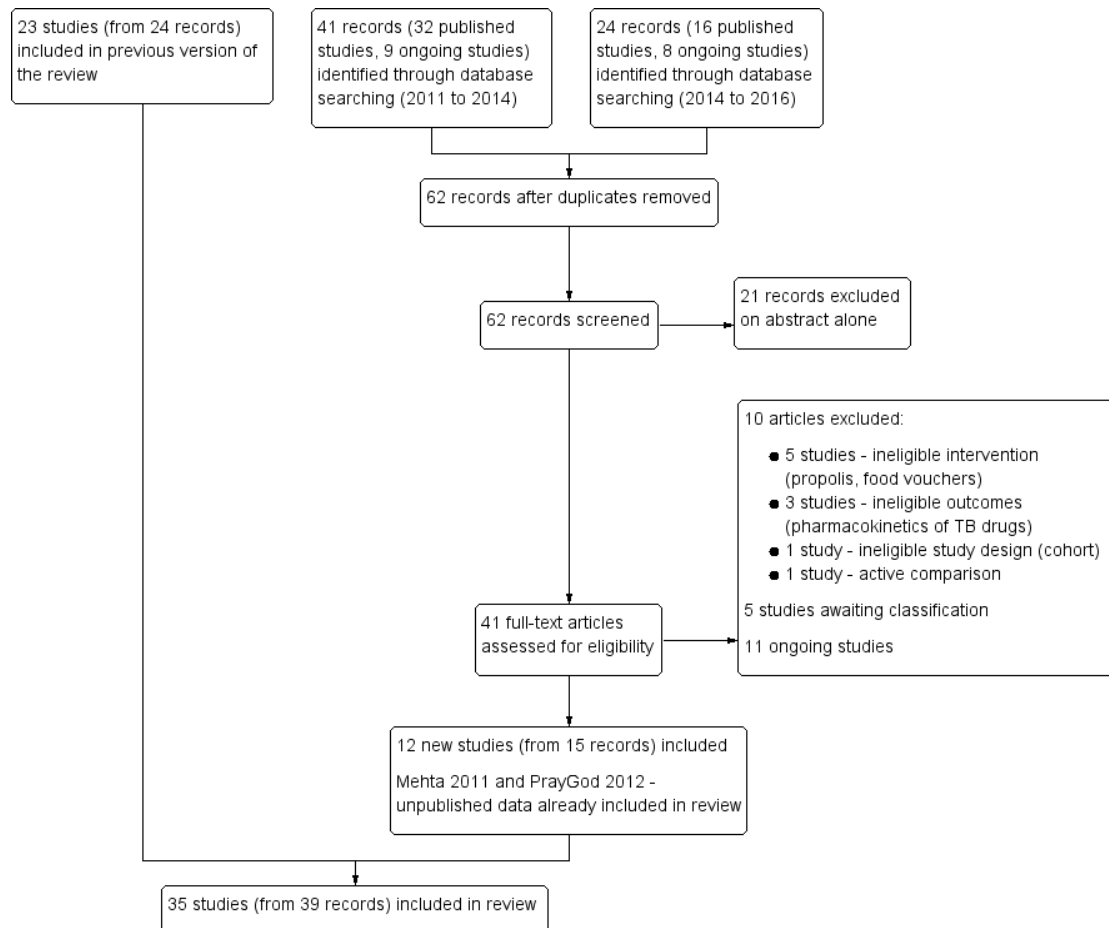 23 studies (from 24 records)
included in previous version of
the review
41 records (32 published
studies, 9 ongoing studies)
identified through database
searching (2011 to 2014)
24 records (16 published
studies, 8 ongoing studies)
identified through database
searching (2014 to 2016)
62 records after duplicates removed
62 records screened
21 records excluded
on abstract alone
10 articles excluded:
● 5 studies - ineligible intervention
(propolis, food vouchers)
● 3 studies - ineligible outcomes
(pharmacokinetics of TB drugs)
● 1 study - ineligible study design (cohort)
● 1 study - active comparison
5 studies awaiting classification
11 ongoing studies
41 full-text articles
assessed for eligibility
12 new studies (from 15 records) included
Mehta 2011 and PrayGod 2012 -
unpublished data already included in review
35 studies (from 39 records) included in review